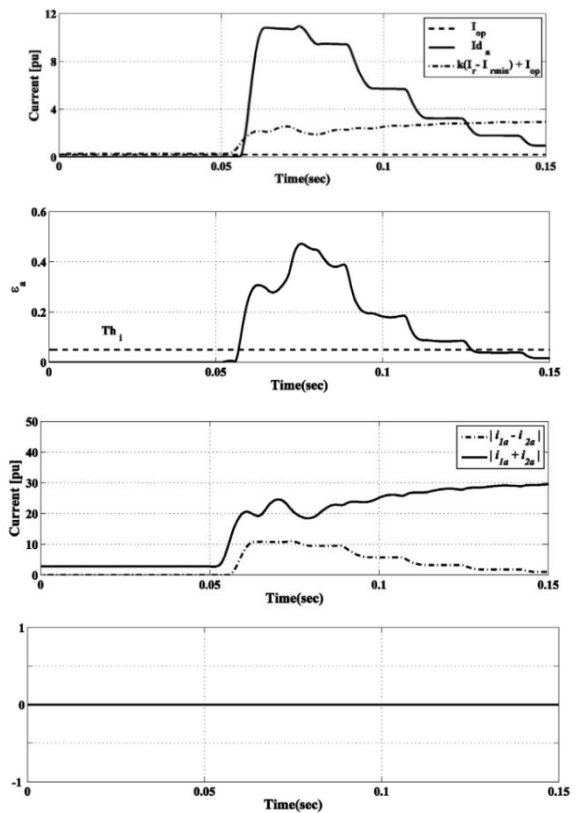 12
8
4
0
Current [pu]
I_op
Id_a
k(I_r - I_rmin) + I_op
0 0.05 0.1 0.15
Time(sec)
0.6
0.4
0.2
0
ε_a
Th_1
0 0.05 0.1 0.15
Time(sec)
50
40
30
20
10
0
Current [pu]
| i_1a - i_2a |
| i_1a + i_2a |
0 0.05 0.1 0.15
Time(sec)
1
0
-1
0 0.05 0.1 0.15
Time(sec)